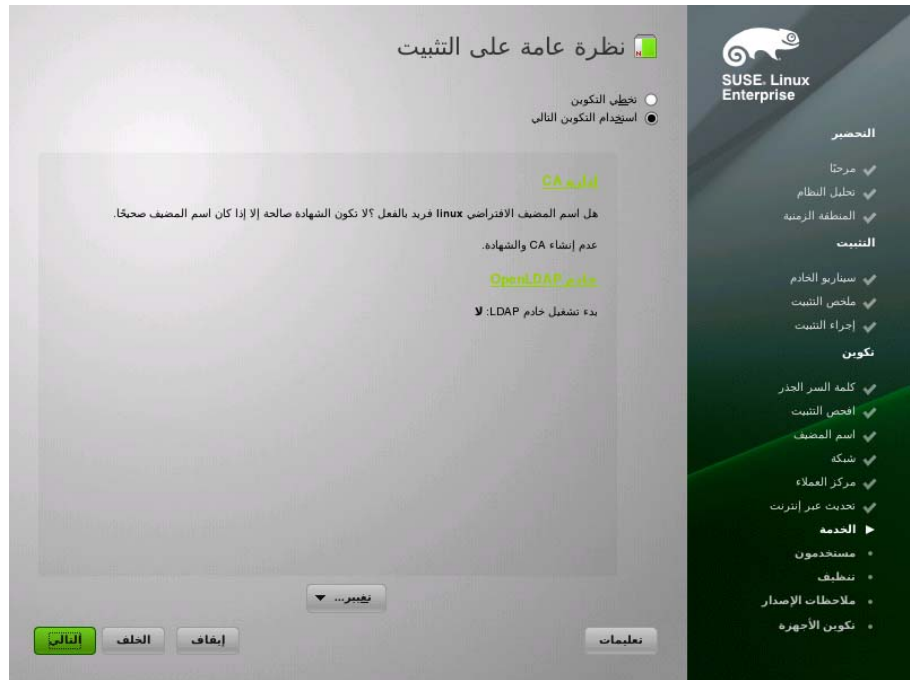 نظرة عامة على التثبيت
تخطي التكوين
استخدام التكوين التالي
إدارة CA
هل اسم المضيف الافتراضي linux فريد بالفعل ؟لا تكون الشهادة صالحة إلا إذا كان اسم المضيف صحيحًا.
عدم إنشاء CA والشهادة.
خادم OpenLDAP
بدء تشغيل خادم LDAP: لا
تغيير...
تعليمات
إيقاف
الخلف
التالي
SUSE. Linux
Enterprise
التحضير
مرحبًا
تحليل النظام
المنطقة الزمنية
التثبيت
سيناريو الخادم
ملخص التثبيت
إجراء التثبيت
تكوين
كلمة السر الجذر
افحص التثبيت
اسم المضيف
شبكة
مركز العملاء
تحديث عبر إنترنت
الخدمة
مستخدمون
تنظيف
ملاحظات الإصدار
تكوين الأجهزة